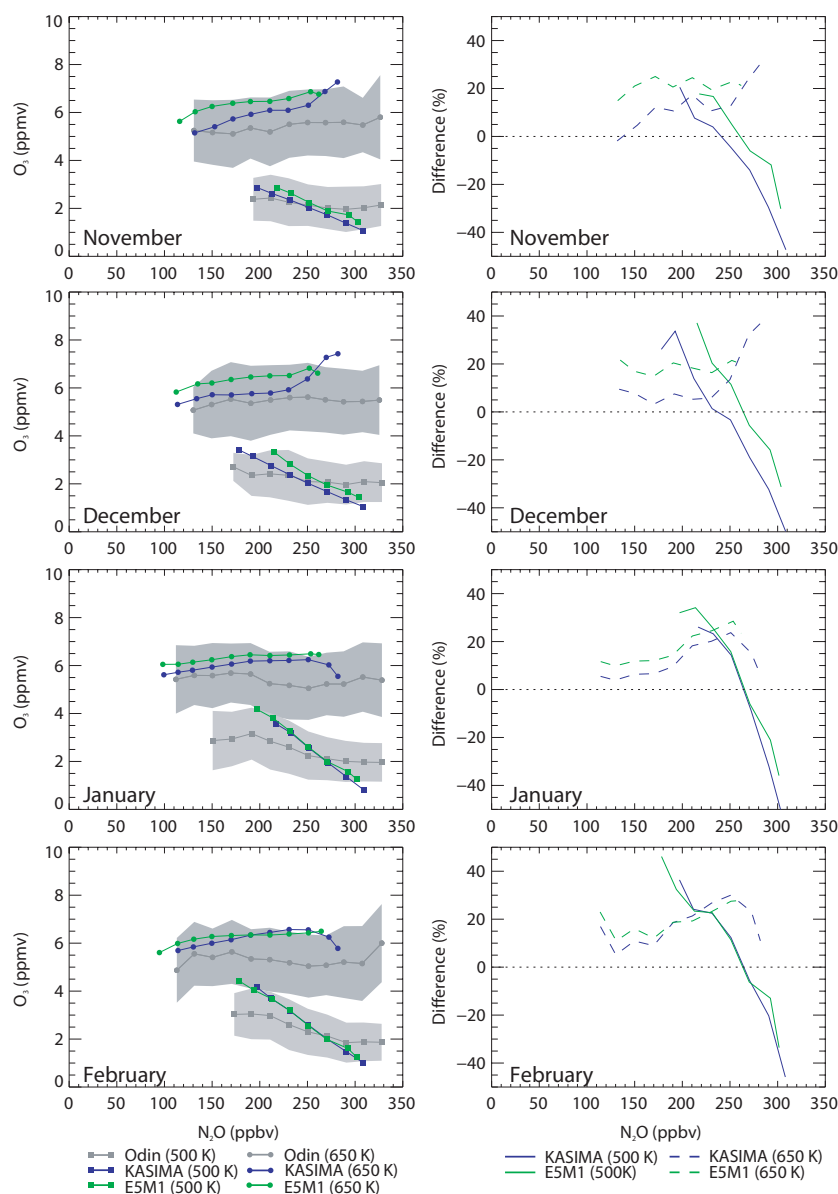 10
8
6
4
2
0
O₃ (ppmv)
November
0 50 100 150 200 250 300 350
40
20
0
−20
−40
Difference (%)
November
0 50 100 150 200 250 300 350
10
8
6
4
2
0
O₃ (ppmv)
December
0 50 100 150 200 250 300 350
40
20
0
−20
−40
Difference (%)
December
0 50 100 150 200 250 300 350
10
8
6
4
2
0
O₃ (ppmv)
January
0 50 100 150 200 250 300 350
40
20
0
−20
−40
Difference (%)
January
0 50 100 150 200 250 300 350
10
8
6
4
2
0
O₃ (ppmv)
February
0 50 100 150 200 250 300 350
N₂O (ppbv)
40
20
0
−20
−40
Difference (%)
February
0 50 100 150 200 250 300 350
N₂O (ppbv)
Odin (500 K) Odin (650 K)
KASIMA (500 K) KASIMA (650 K)
E5M1 (500 K) E5M1 (650 K)
KASIMA (500 K) KASIMA (650 K)
E5M1 (500K) E5M1 (650 K)